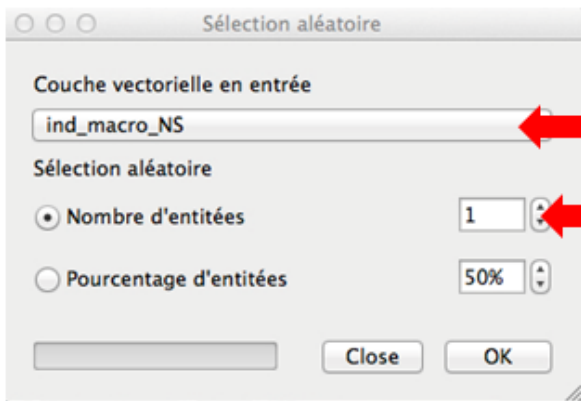 Sélection aléatoire
Couche vectorielle en entrée
ind_macro_NS
Sélection aléatoire
Nombre d'entitées 1
Pourcentage d'entitées 50%
Close OK